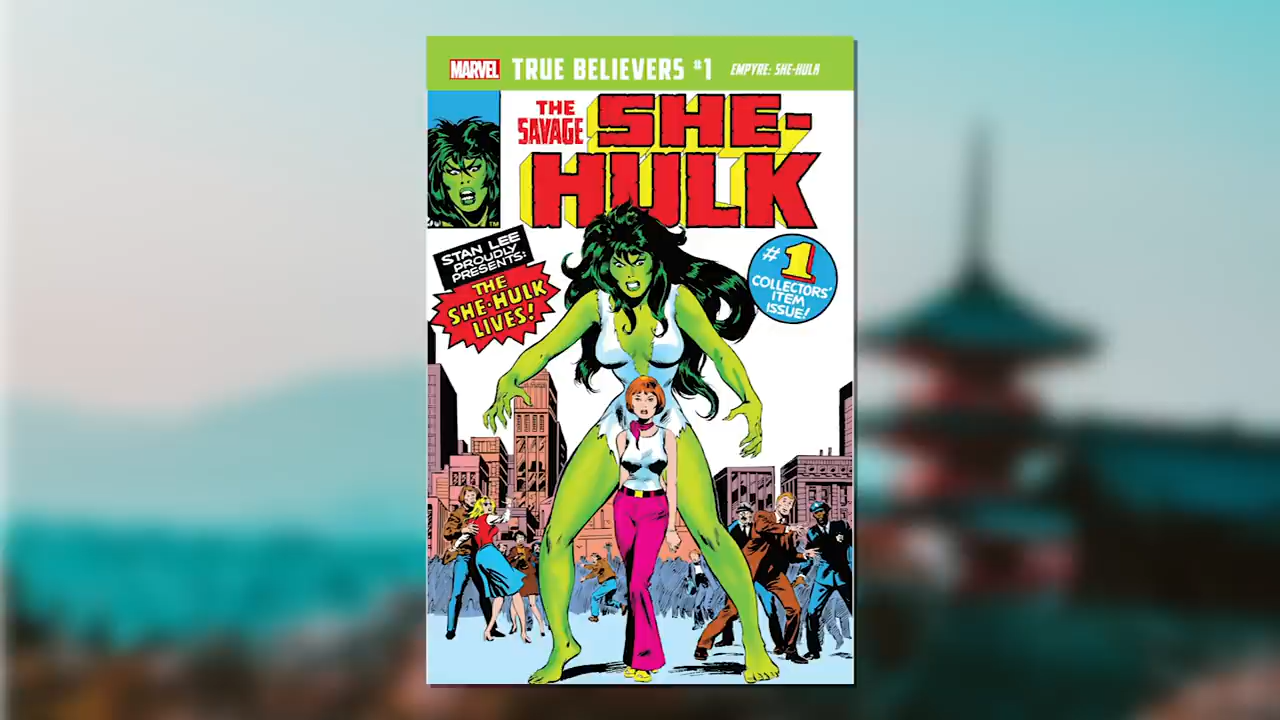 MARVEL TRUE BELIEVERS #1 EMPYRE: SHE-HULK
THE
SAVAGE
SHE-
HULK
TM
STAN LEE
PROUDLY
PRESENTS:
THE
SHE-HULK
LIVES!
#1
COLLECTORS'
ITEM
ISSUE!